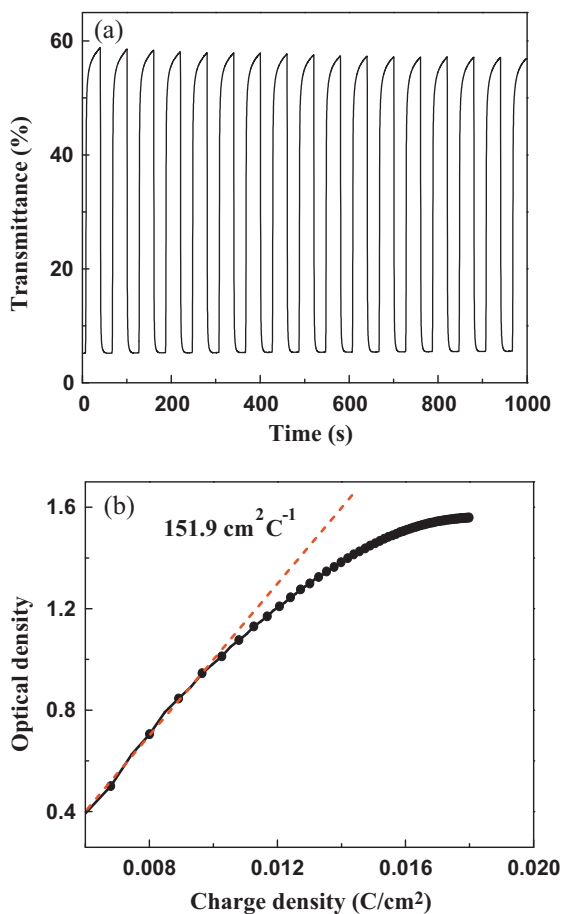 (a)
60
40
20
0
Transmittance (%)
0 200 400 600 800 1000
Time (s)
(b)
151.9 cm² C⁻¹
1.6
1.2
0.8
0.4
Optical density
0.008 0.012 0.016 0.020
Charge density (C/cm²)